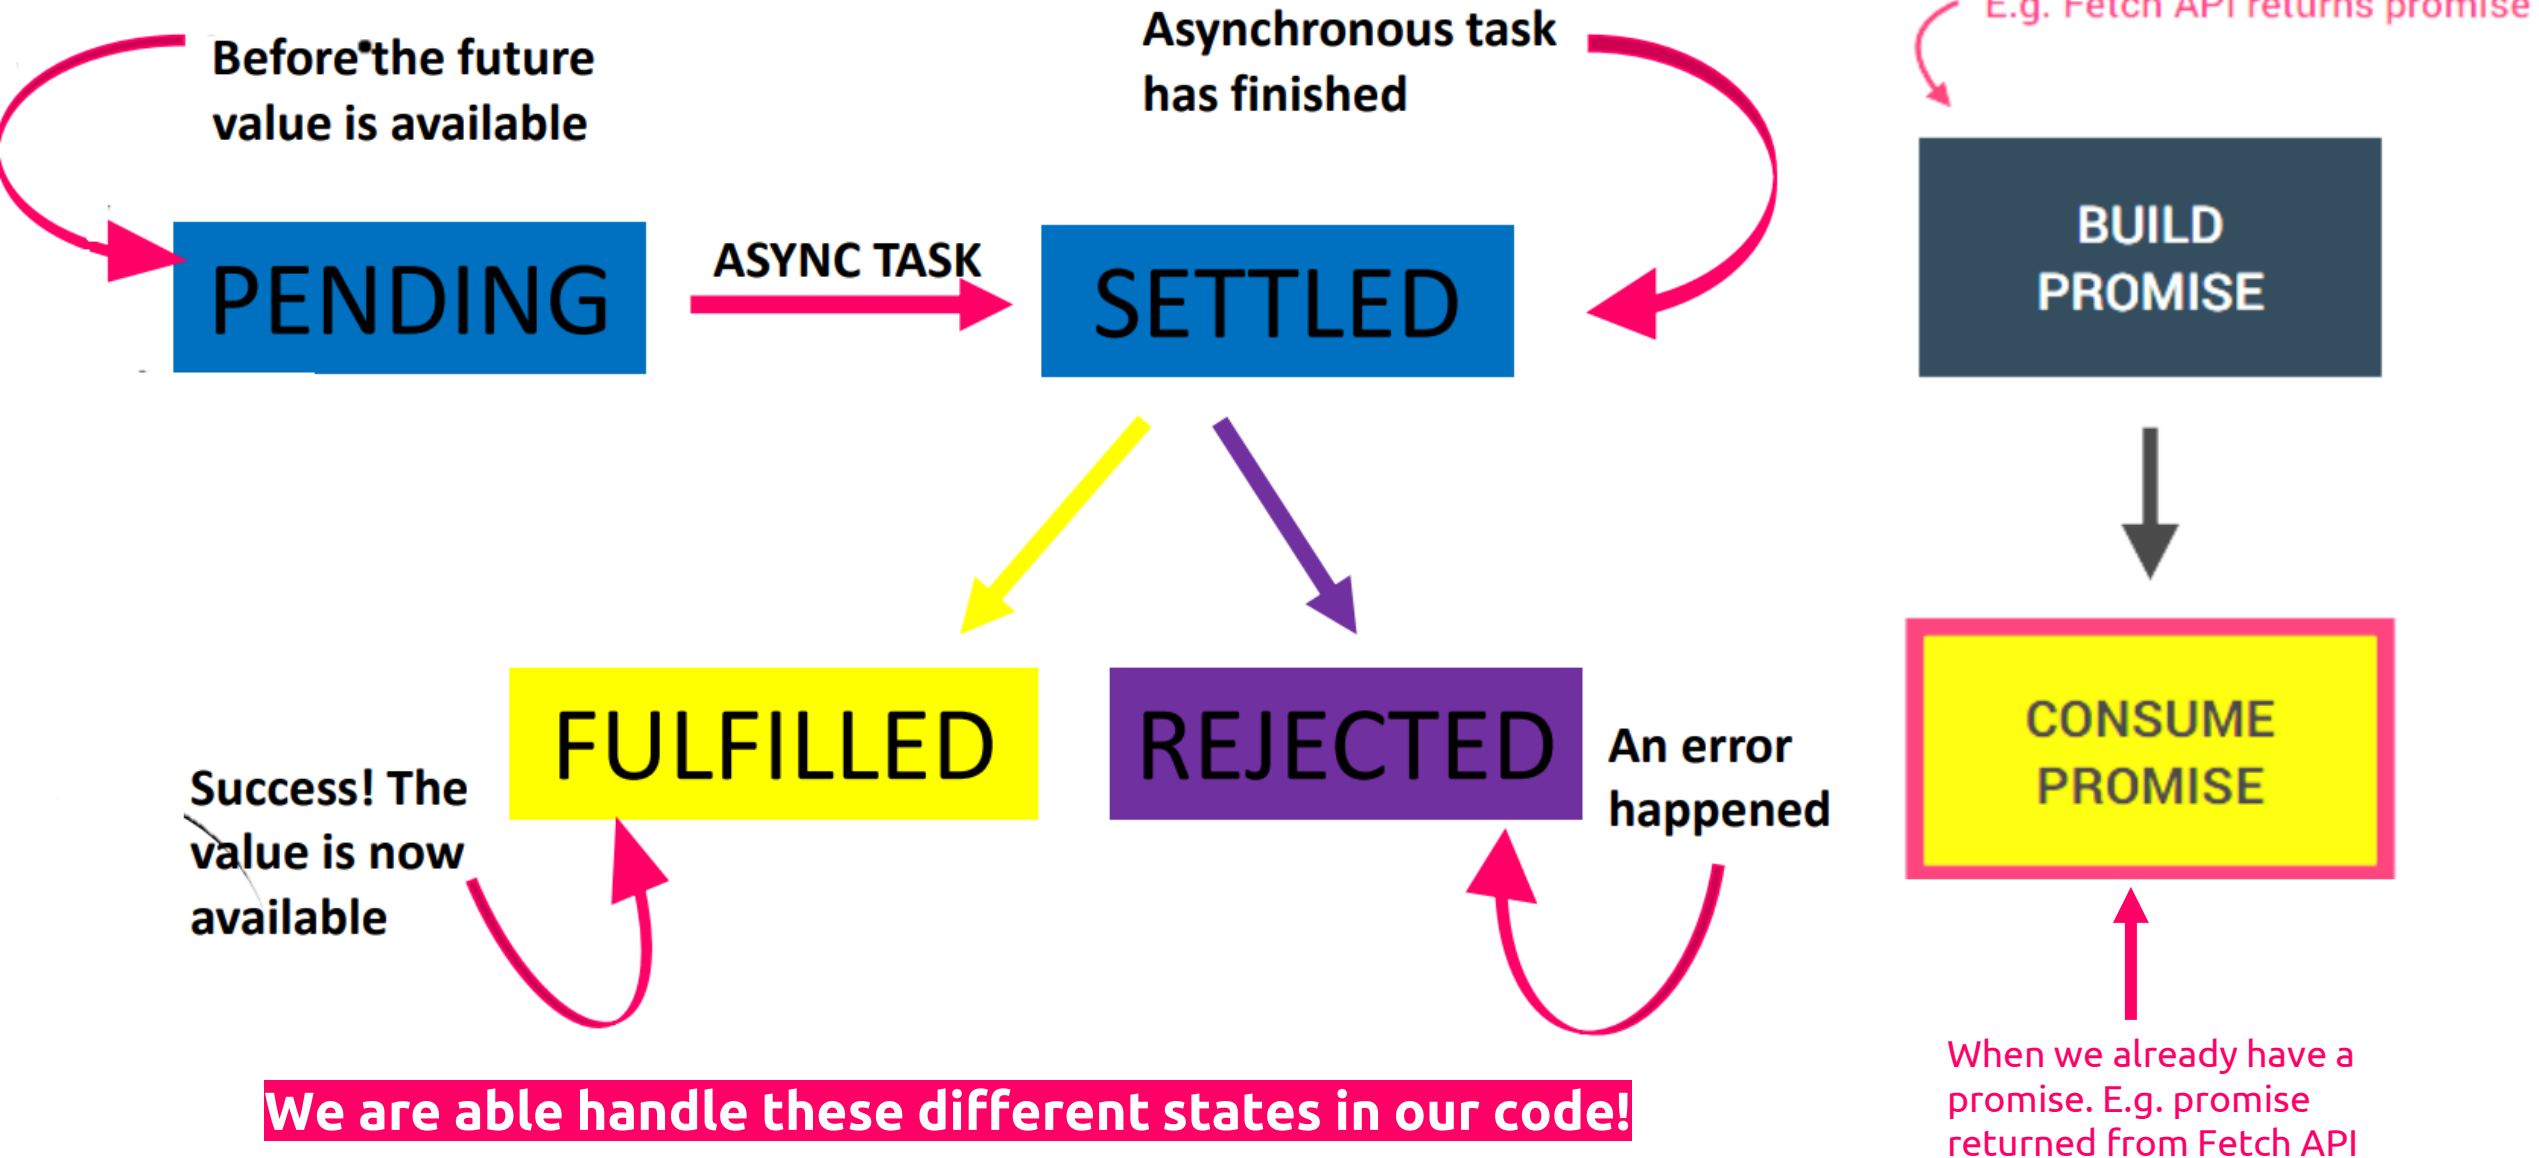 Before the future
value is available
Asynchronous task
has finished
E.g. Fetch API returns promise
PENDING
ASYNC TASK
SETTLED
BUILD
PROMISE
FULFILLED
REJECTED
Success! The
value is now
available
An error
happened
CONSUME
PROMISE
We are able handle these different states in our code!
When we already have a
promise. E.g. promise
returned from Fetch API